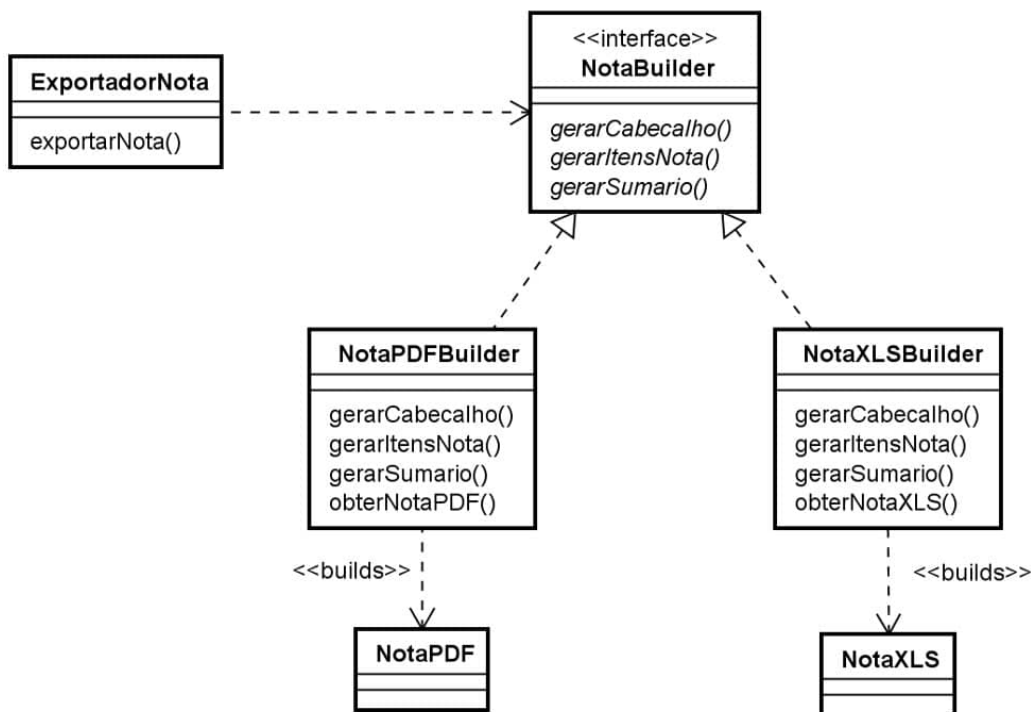 <<interface>>
NotaBuilder
ExportadorNota
exportarNota()
gerarCabecalho()
gerarItensNota()
gerarSumario()
NotaPDFBuilder
gerarCabecalho()
gerarItensNota()
gerarSumario()
obterNotaPDF()
NotaXLSBuilder
gerarCabecalho()
gerarItensNota()
gerarSumario()
obterNotaXLS()
<<builds>>
<<builds>>
NotaPDF
NotaXLS